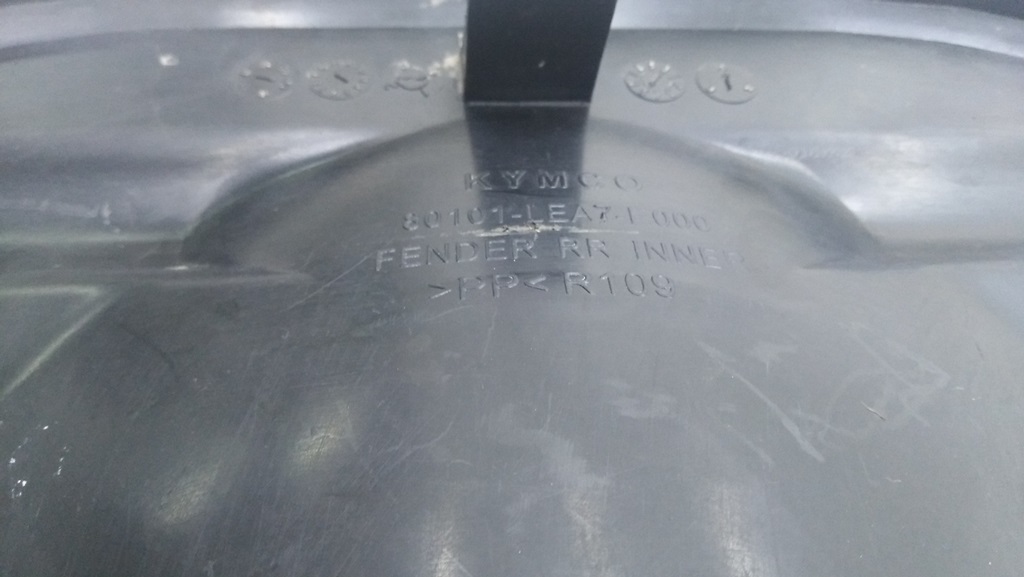 KYMCO
80101-LEA7-1000
FENDER RR INNER
>PP< R109